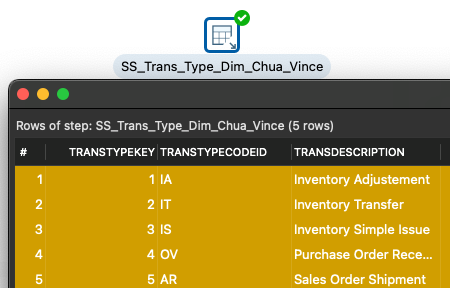 SS_Trans_Type_Dim_Chua_Vince
Rows of step: SS_Trans_Type_Dim_Chua_Vince (5 rows)
# TRANSTYPEKEY TRANSTYPECODEID TRANSDESCRIPTION
1 1 IA Inventory Adjustement
2 2 IT Inventory Transfer
3 3 IS Inventory Simple Issue
4 4 OV Purchase Order Rece...
5 5 AR Sales Order Shipment